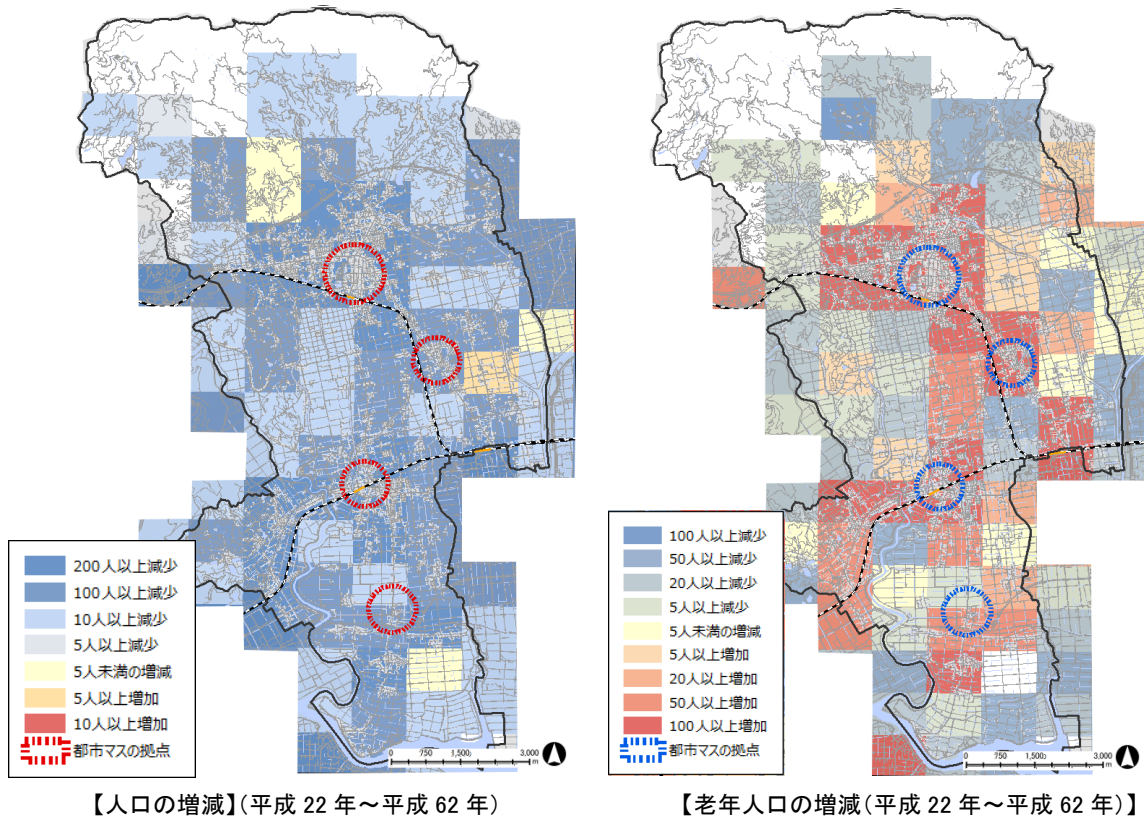 200人以上減少
100人以上減少
10人以上減少
5人以上減少
5人未満の増減
5人以上増加
10人以上増加
都市マスの拠点
0 750 1,500 3,000
m
【人口の増減】(平成 22 年～平成 62 年)
100人以上減少
50人以上減少
20人以上減少
5人以上減少
5人未満の増減
5人以上増加
20人以上増加
50人以上増加
100人以上増加
都市マスの拠点
0 750 1,500 3,000
m
【老年人口の増減(平成 22 年～平成 62 年)】